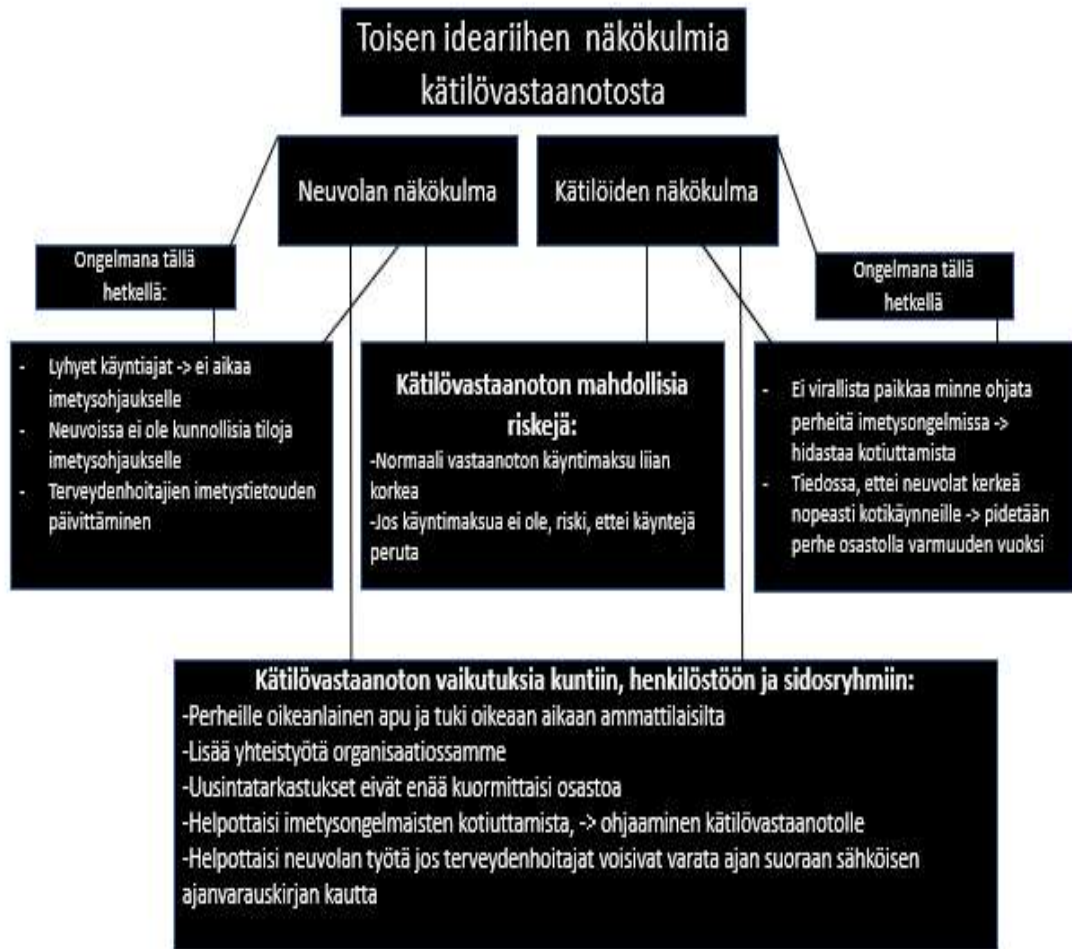 Toisen ideariihen näkökulmia
kätilövastaanotosta
Neuvolan näkökulma
Kätilöiden näkökulma
Ongelmana tällä
hetkellä:
Ongelmana tällä
hetkellä
- Lyhyet käyntiajat -> ei aikaa
imetysohjaukselle
- Neuvoissa ei ole kunnollisia tiloja
imetysohjaukselle
- Terveydenhoitajien imetystietouden
päivittäminen
Kätilövastaanoton mahdollisia
riskejä:
-Normaali vastaanoton käyntimaksu liian
korkea
-Jos käyntimaksua ei ole, riski, ettei käyntejä
peruta
- Ei virallista paikkaa minne ohjata
perheitä imetysongelmissa ->
hidastaa kotiuttamista
- Tiedossa, ettei neuvolat kerkeä
nopeasti kotikäynneille -> pidetään
perhe osastolla varmuuden vuoksi
Kätilövastaanoton vaikutuksia kuntiin, henkilöstöön ja sidosryhmiin:
-Perheille oikeanlainen apu ja tuki oikeaan aikaan ammattilaisilta
-Lisää yhteistyötä organisaatiossamme
-Uusintatarkastukset eivät enää kuormittaisi osastoa
-Helpottaisi imetysongelmaisten kotiuttamista, -> ohjaaminen kätilövastaanotolle
-Helpottaisi neuvolan työtä jos terveydenhoitajat voisivat varata ajan suoraan sähköisen
ajanvarauskirjan kautta